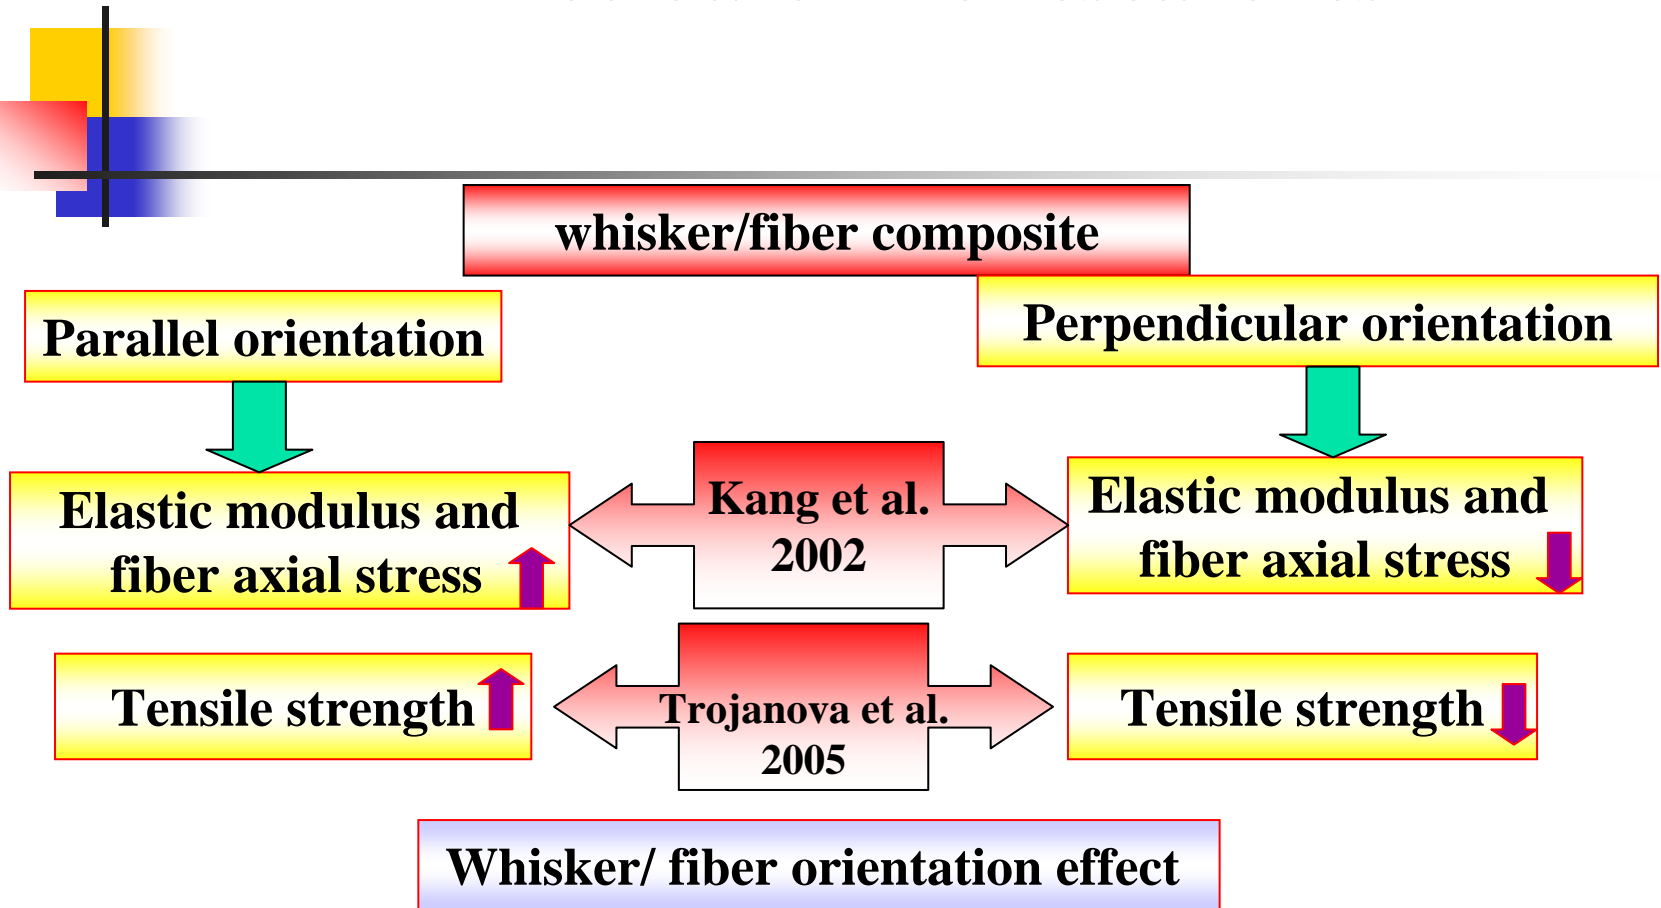 whisker/fiber composite
Parallel orientation
Perpendicular orientation
Elastic modulus and
fiber axial stress
Kang et al.
2002
Elastic modulus and
fiber axial stress
Tensile strength
Trojanova et al.
2005
Tensile strength
Whisker/ fiber orientation effect